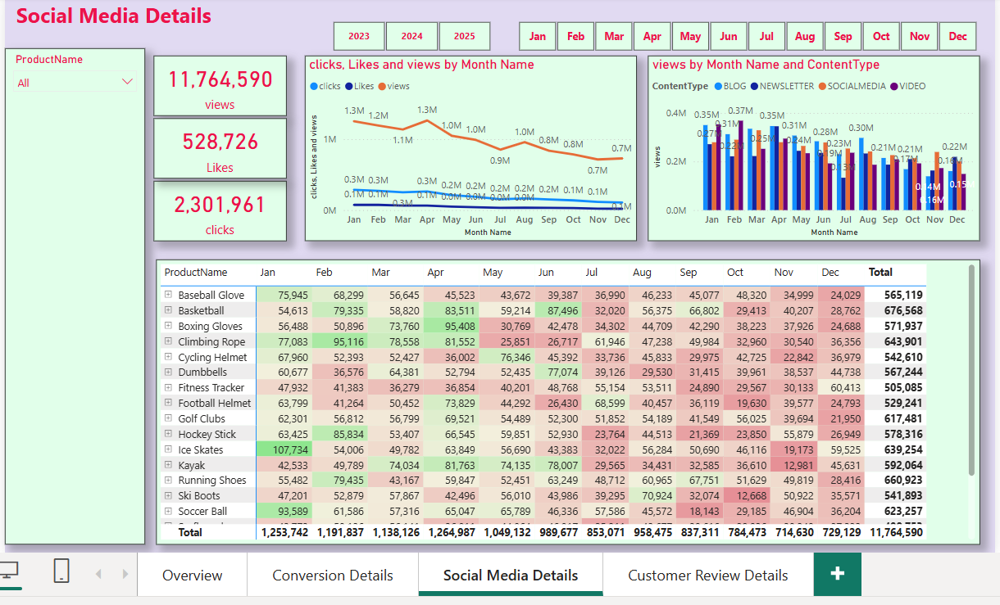 Social Media Details
2023 2024 2025
Jan Feb Mar Apr May Jun Jul Aug Sep Oct Nov Dec
ProductName
All
11,764,590
views
528,726
Likes
2,301,961
clicks
clicks, Likes and views by Month Name
clicks Likes views
clicks, Likes and views
1M
0M
1.3M 1.2M 1.1M 1.3M 1.0M 1.0M 0.9M 1.0M 0.8M 0.8M 0.7M 0.7M
0.3M 0.3M 0.3M 0.3M 0.2M 0.2M 0.2M 0.2M 0.2M 0.1M 0.1M
0.1M 0.1M 0.1M 0.0M 0.0M 0.0M 0.0M
Jan Feb Mar Apr May Jun Jul Aug Sep Oct Nov Dec
Month Name
views by Month Name and ContentType
ContentType BLOG NEWSLETTER SOCIALMEDIA VIDEO
views
0.4M
0.2M
0.0M
0.35M 0.37M 0.35M 0.31M 0.31M 0.28M 0.30M
0.27M 0.22M 0.25M 0.24M 0.19M 0.23M 0.13M 0.21M 0.21M 0.17M 0.22M
0.14M 0.16M 0.16M 0.15
Jan Feb Mar Apr May Jun Jul Aug Sep Oct Nov Dec
Month Name
ProductName Jan Feb Mar Apr May Jun Jul Aug Sep Oct Nov Dec Total
Baseball Glove 75,945 68,299 56,645 45,523 43,672 39,387 36,990 46,233 45,077 48,320 34,999 24,029 565,119
Basketball 54,613 79,335 58,820 83,511 59,214 87,496 32,020 56,375 66,802 29,413 40,207 28,762 676,568
Boxing Gloves 56,488 50,896 73,760 95,408 30,769 42,478 34,302 44,709 42,290 38,223 37,926 24,688 571,937
Climbing Rope 77,083 95,116 78,558 81,552 25,851 26,717 61,946 47,238 49,984 32,960 30,540 36,356 643,901
Cycling Helmet 67,960 52,393 52,427 36,002 76,346 45,392 33,736 45,833 29,975 42,725 22,842 36,979 542,610
Dumbbells 60,677 36,576 64,381 52,794 52,435 77,074 39,126 29,530 31,415 39,961 38,537 44,738 567,244
Fitness Tracker 47,932 41,383 36,279 36,854 40,201 48,768 55,154 53,511 24,890 29,567 30,133 60,413 505,085
Football Helmet 63,799 41,264 50,452 73,829 44,292 26,430 68,599 40,457 36,119 19,630 39,577 24,793 529,241
Golf Clubs 62,301 56,812 56,799 69,521 54,489 52,300 51,852 54,189 41,549 56,025 39,694 21,950 617,481
Hockey Stick 63,425 85,834 53,407 66,545 59,851 52,930 23,764 44,513 21,369 23,850 55,879 26,949 578,316
Ice Skates 107,734 54,006 49,782 63,849 56,690 43,383 32,022 56,284 50,690 46,116 19,173 59,525 639,254
Kayak 42,533 49,789 74,034 81,763 74,135 78,007 29,565 34,431 32,585 36,610 12,981 45,631 592,064
Running Shoes 55,482 79,435 43,167 59,847 52,451 63,249 48,712 60,965 67,751 51,629 49,819 28,416 660,923
Ski Boots 47,201 52,879 57,867 42,496 56,010 43,986 39,295 70,924 32,074 12,668 50,922 35,571 541,893
Soccer Ball 93,589 61,586 57,316 65,047 65,789 46,336 57,586 45,572 18,143 29,185 46,904 36,204 623,257
Total 1,253,742 1,191,837 1,138,126 1,264,987 1,049,132 989,677 853,071 958,475 837,311 784,473 714,630 729,129 11,764,590
Overview Conversion Details Social Media Details Customer Review Details +